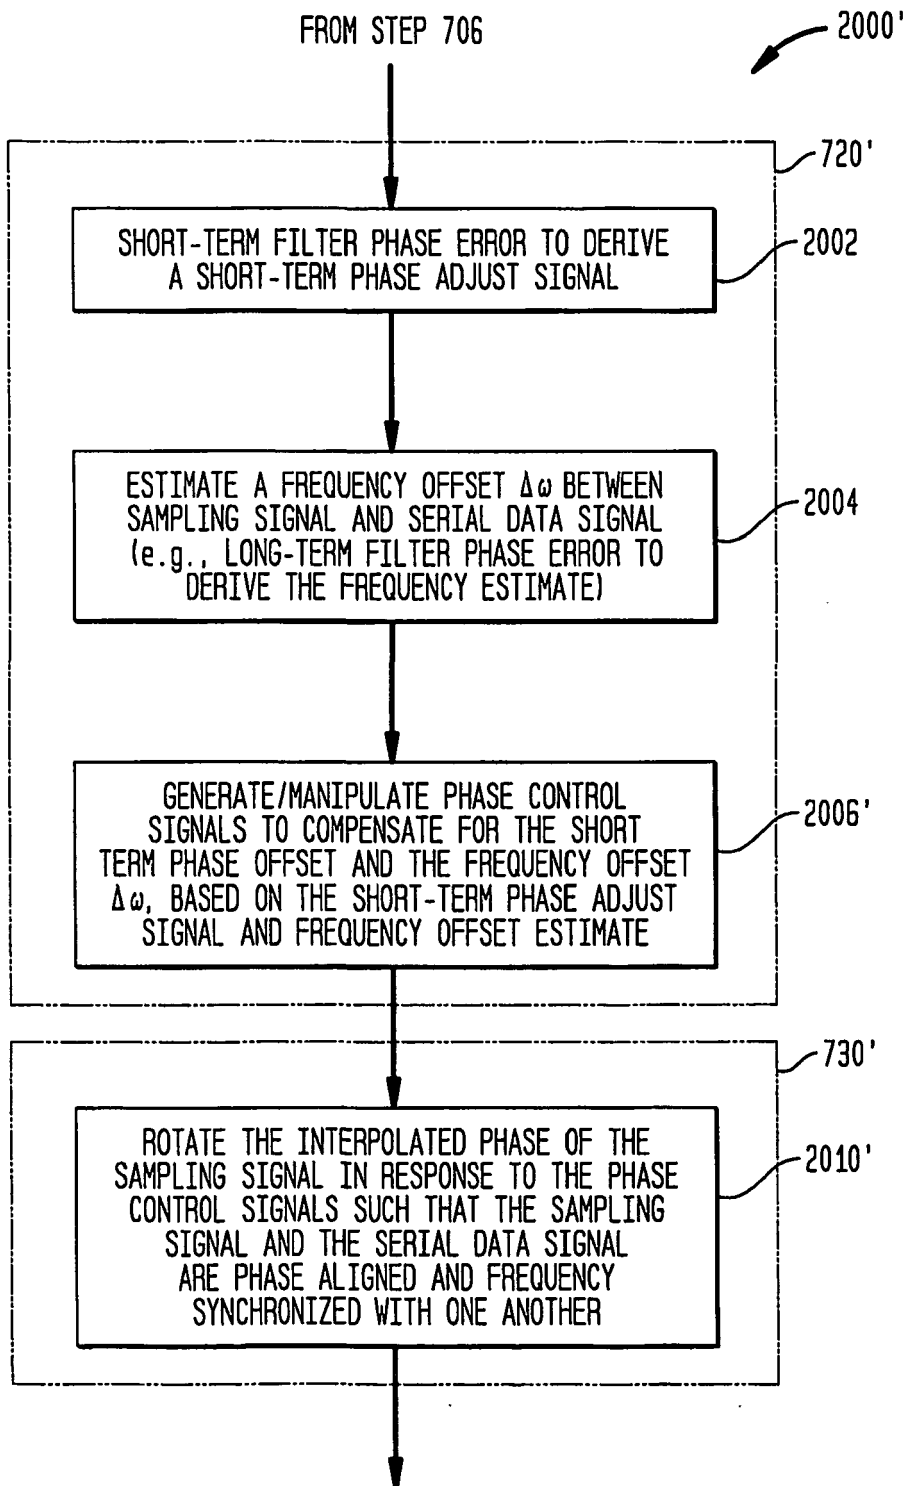 FROM STEP 706
2000'
720'
SHORT-TERM FILTER PHASE ERROR TO DERIVE
A SHORT-TERM PHASE ADJUST SIGNAL
2002
ESTIMATE A FREQUENCY OFFSET Δω BETWEEN
SAMPLING SIGNAL AND SERIAL DATA SIGNAL
(e.g., LONG-TERM FILTER PHASE ERROR TO
DERIVE THE FREQUENCY ESTIMATE)
2004
GENERATE/MANIPULATE PHASE CONTROL
SIGNALS TO COMPENSATE FOR THE SHORT
TERM PHASE OFFSET AND THE FREQUENCY OFFSET
Δω, BASED ON THE SHORT-TERM PHASE ADJUST
SIGNAL AND FREQUENCY OFFSET ESTIMATE
2006'
730'
ROTATE THE INTERPOLATED PHASE OF THE
SAMPLING SIGNAL IN RESPONSE TO THE PHASE
CONTROL SIGNALS SUCH THAT THE SAMPLING
SIGNAL AND THE SERIAL DATA SIGNAL
ARE PHASE ALIGNED AND FREQUENCY
SYNCHRONIZED WITH ONE ANOTHER
2010'